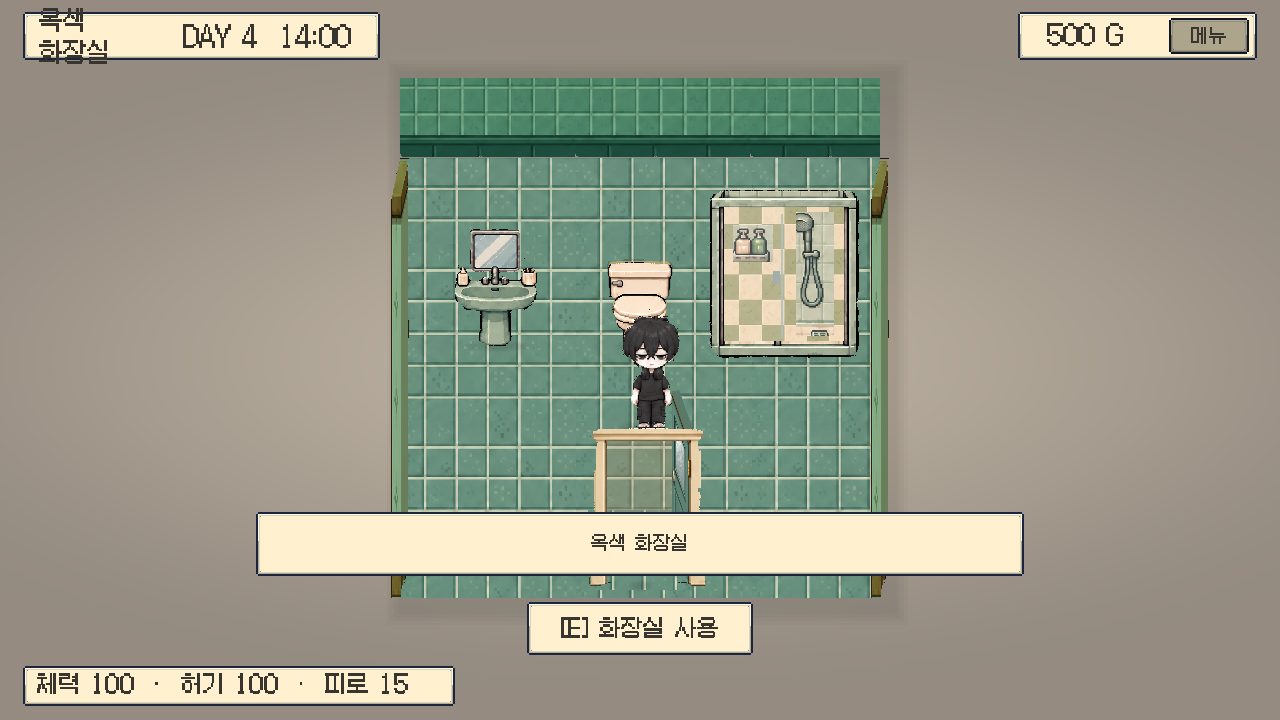 옥색
화장실
DAY 4 14:00
500 G
메뉴
옥색 화장실
[E] 화장실 사용
체력 100 · 허기 100 · 피로 15